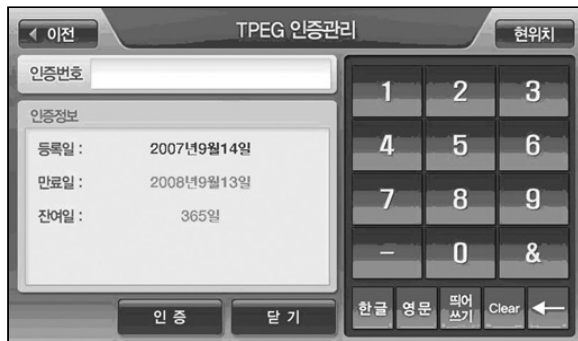 이전 TPEG 인증관리 현위치
인증번호
인증정보
등록일 : 2007년9월14일
만료일 : 2008년9월13일
잔여일 : 365일
인 증 닫 기
1 2 3
4 5 6
7 8 9
- 0 &
한글 영문 띄어쓰기 Clear